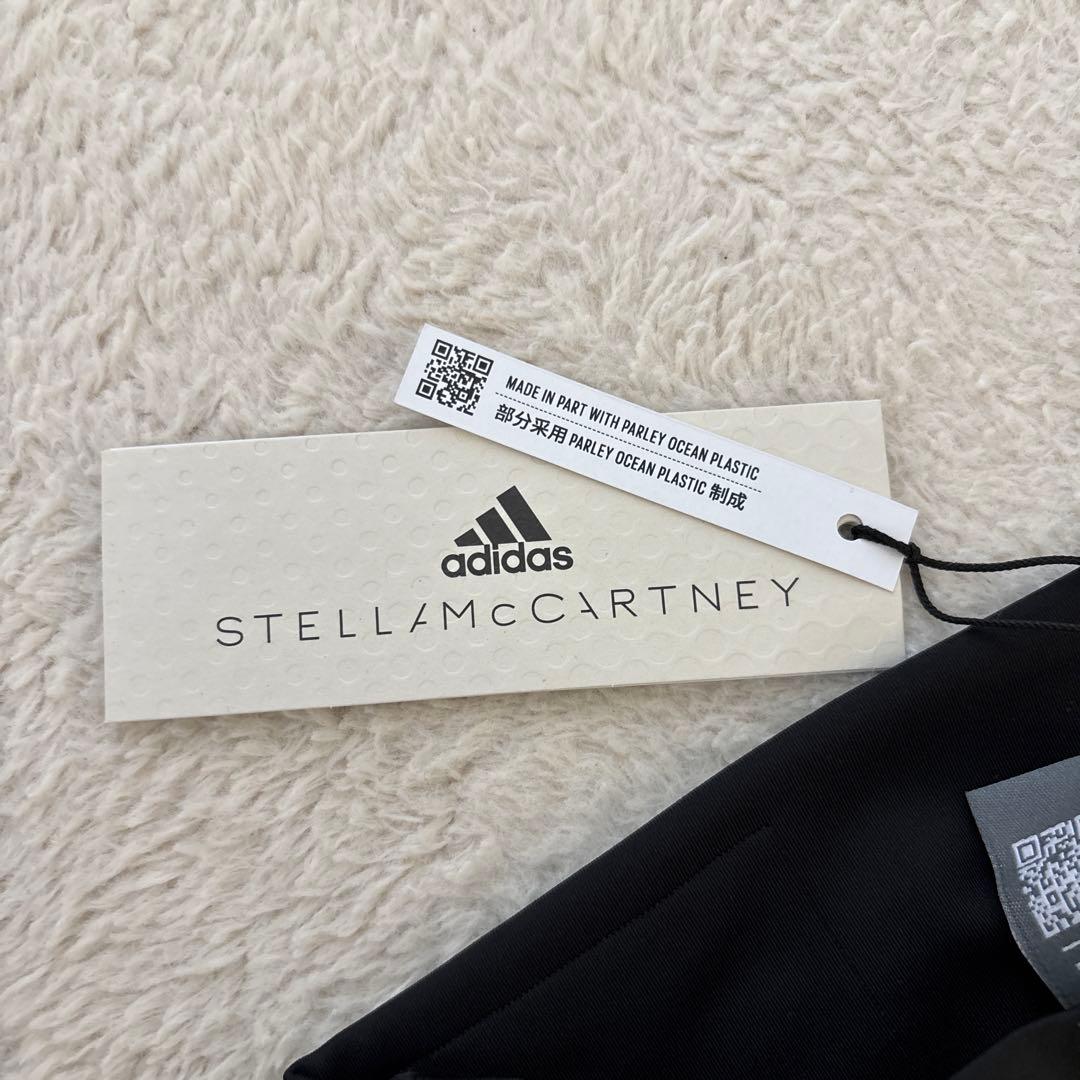 MADE IN PART WITH PARLEY OCEAN PLASTIC
部分采用 PARLEY OCEAN PLASTIC 制成
adidas
STELLAMcCARTNEY